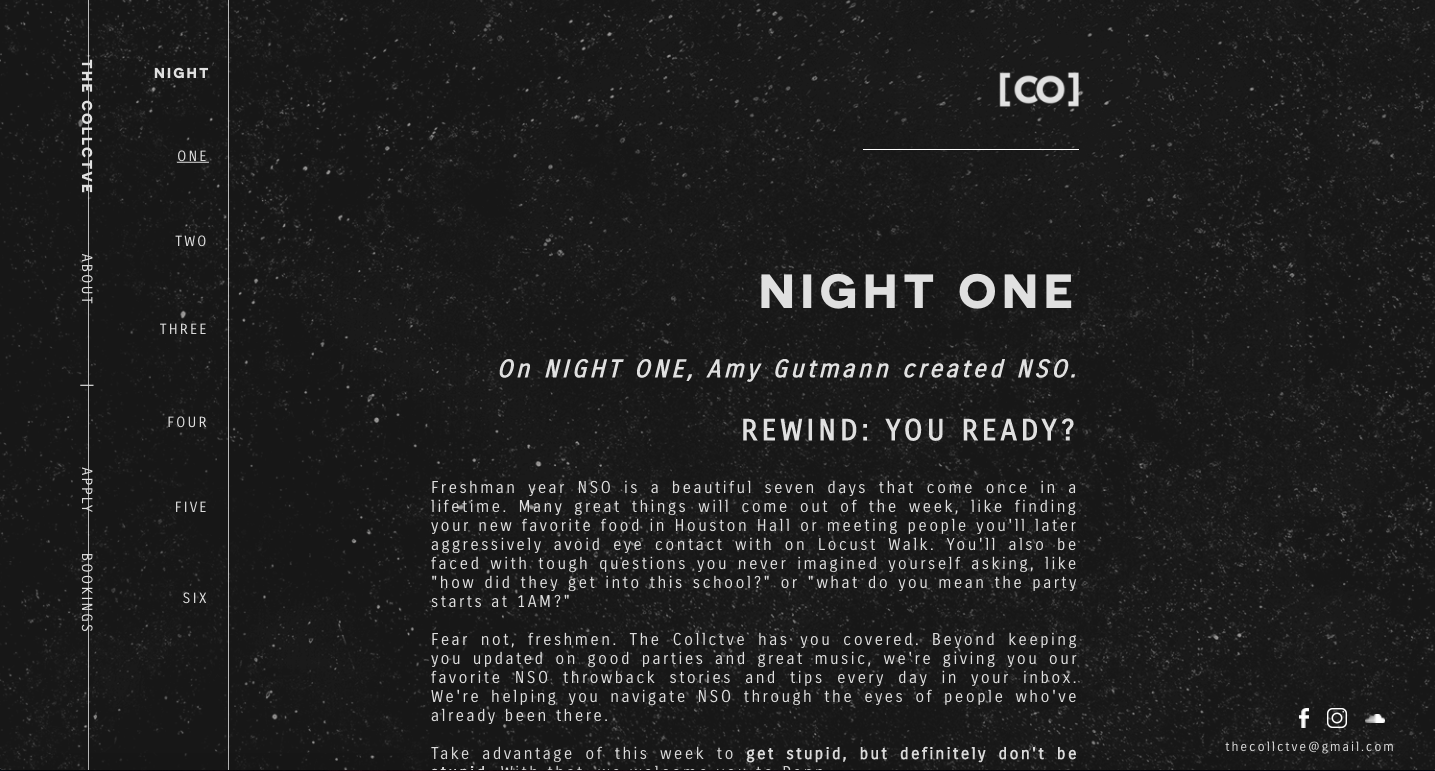 THE COLLCTVE
ABOUT
APPLY
BOOKINGS
NIGHT
ONE
TWO
THREE
FOUR
FIVE
SIX
[CO]
NIGHT ONE
On NIGHT ONE, Amy Gutmann created NSO.
REWIND: YOU READY?
Freshman year NSO is a beautiful seven days that come once in a
lifetime. Many great things will come out of the week, like finding
your new favorite food in Houston Hall or meeting people you'll later
aggressively avoid eye contact with on Locust Walk. You'll also be
faced with tough questions you never imagined yourself asking, like
"how did they get into this school?" or "what do you mean the party
starts at 1AM?"
Fear not, freshmen. The Collctve has you covered. Beyond keeping
you updated on good parties and great music, we're giving you our
favorite NSO throwback stories and tips every day in your inbox.
We're helping you navigate NSO through the eyes of people who've
already been there.
Take advantage of this week to get stupid, but definitely don't be
stupid. With that, we welcome you to Penn.
thecollctve@gmail.com